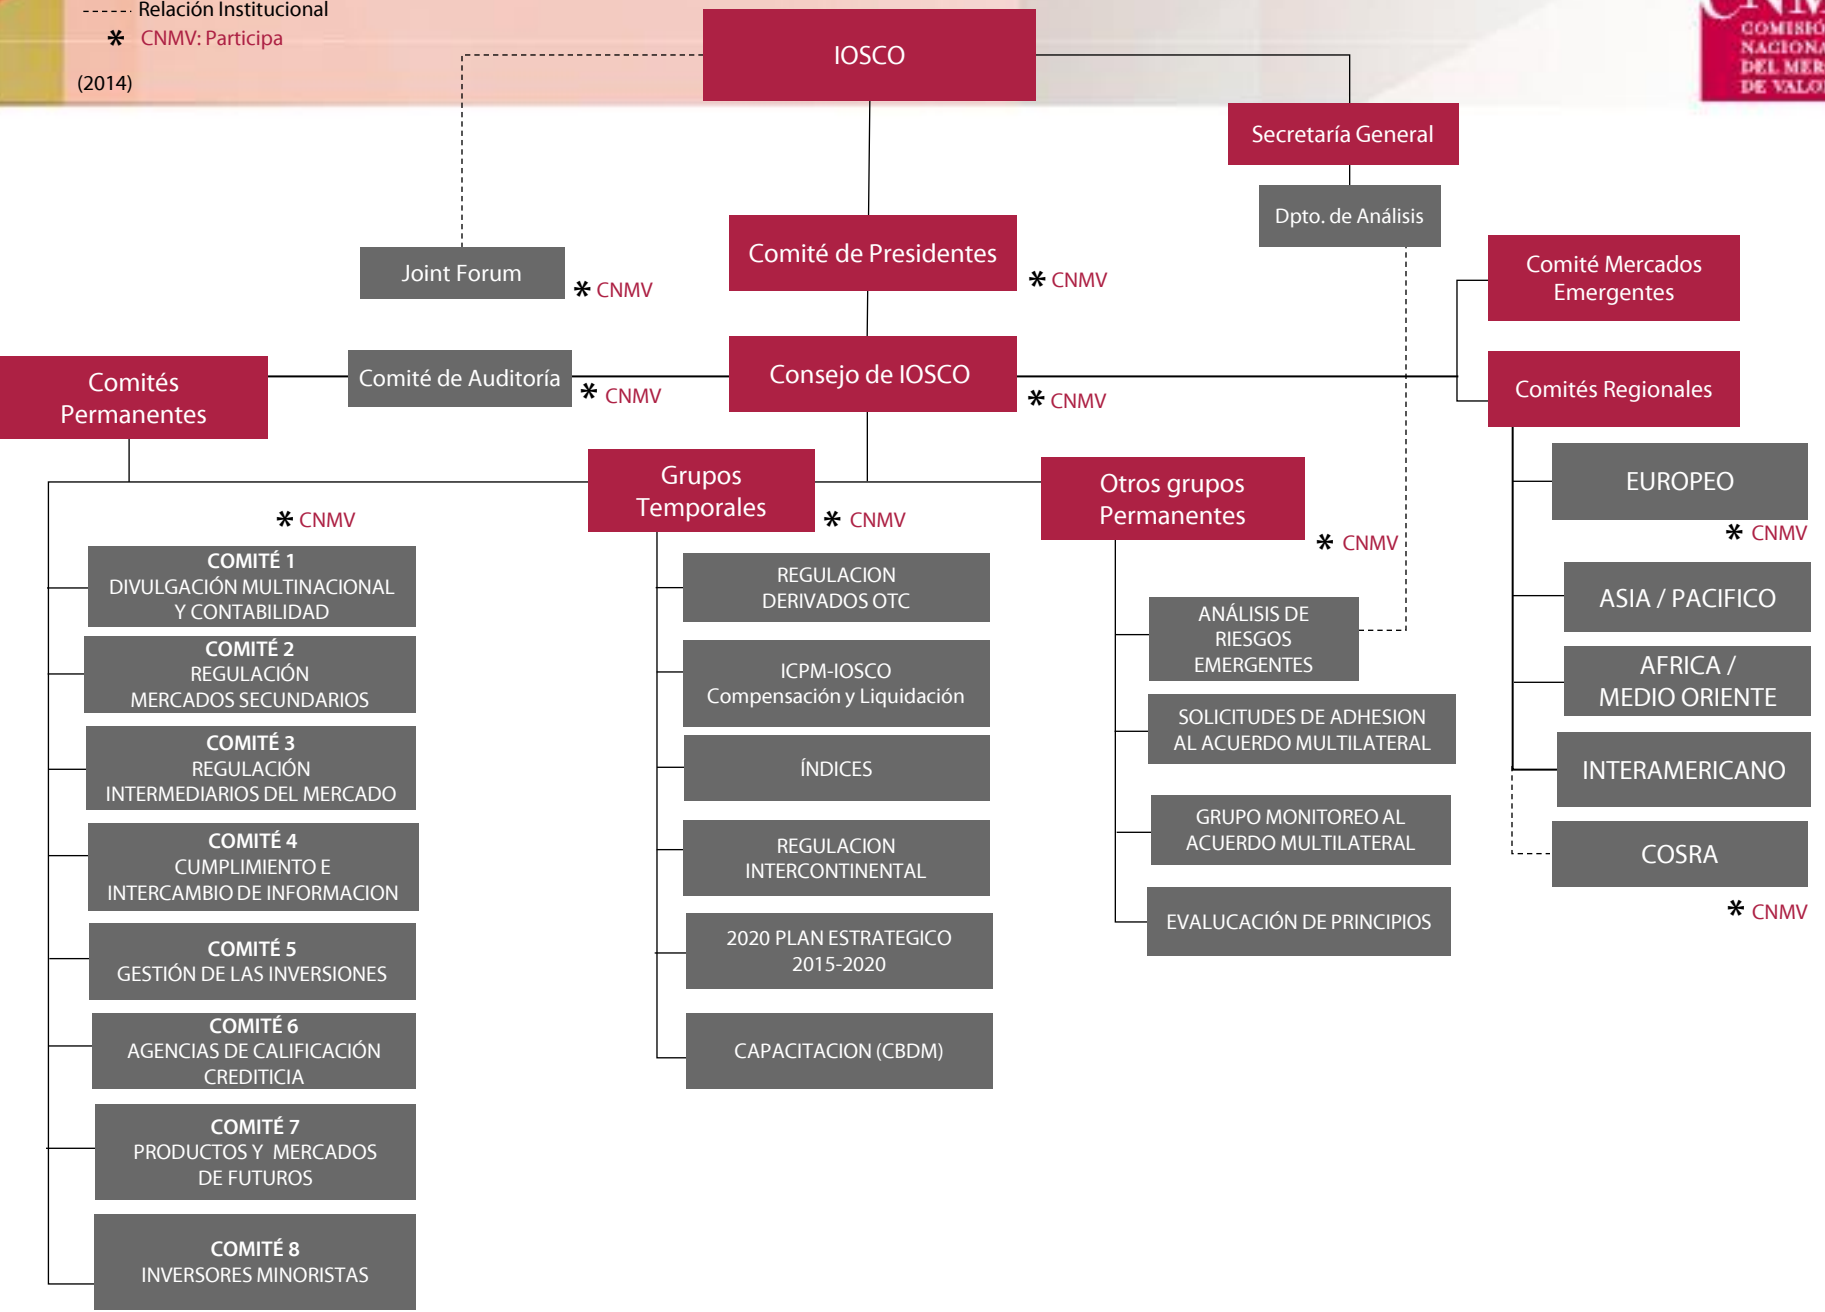 ----- Relación Institucional
* CNMV: Participa
(2014)
COMISIÓ
NACIONA
DEL MER
DE VALO
IOSCO
Secretaría General
Dpto. de Análisis
Joint Forum
* CNMV
Comité de Presidentes
* CNMV
Comité Mercados
Emergentes
Comités
Permanentes
Comité de Auditoría
* CNMV
Consejo de IOSCO
* CNMV
Comités Regionales
Grupos
Temporales
* CNMV
Otros grupos
Permanentes
* CNMV
* CNMV
COMITÉ 1
DIVULGACIÓN MULTINACIONAL
Y CONTABILIDAD
COMITÉ 2
REGULACIÓN
MERCADOS SECUNDARIOS
COMITÉ 3
REGULACIÓN
INTERMEDIARIOS DEL MERCADO
COMITÉ 4
CUMPLIMIENTO E
INTERCAMBIO DE INFORMACION
COMITÉ 5
GESTIÓN DE LAS INVERSIONES
COMITÉ 6
AGENCIAS DE CALIFICACIÓN
CREDITICIA
COMITÉ 7
PRODUCTOS Y MERCADOS
DE FUTUROS
COMITÉ 8
INVERSORES MINORISTAS
REGULACION
DERIVADOS OTC
ICPM-IOSCO
Compensación y Liquidación
ÍNDICES
REGULACION
INTERCONTINENTAL
2020 PLAN ESTRATEGICO
2015-2020
CAPACITACION (CBDM)
ANÁLISIS DE
RIESGOS
EMERGENTES
SOLICITUDES DE ADHESION
AL ACUERDO MULTILATERAL
GRUPO MONITOREO AL
ACUERDO MULTILATERAL
EVALUCACIÓN DE PRINCIPIOS
EUROPEO
* CNMV
ASIA / PACIFICO
AFRICA /
MEDIO ORIENTE
INTERAMERICANO
COSRA
* CNMV